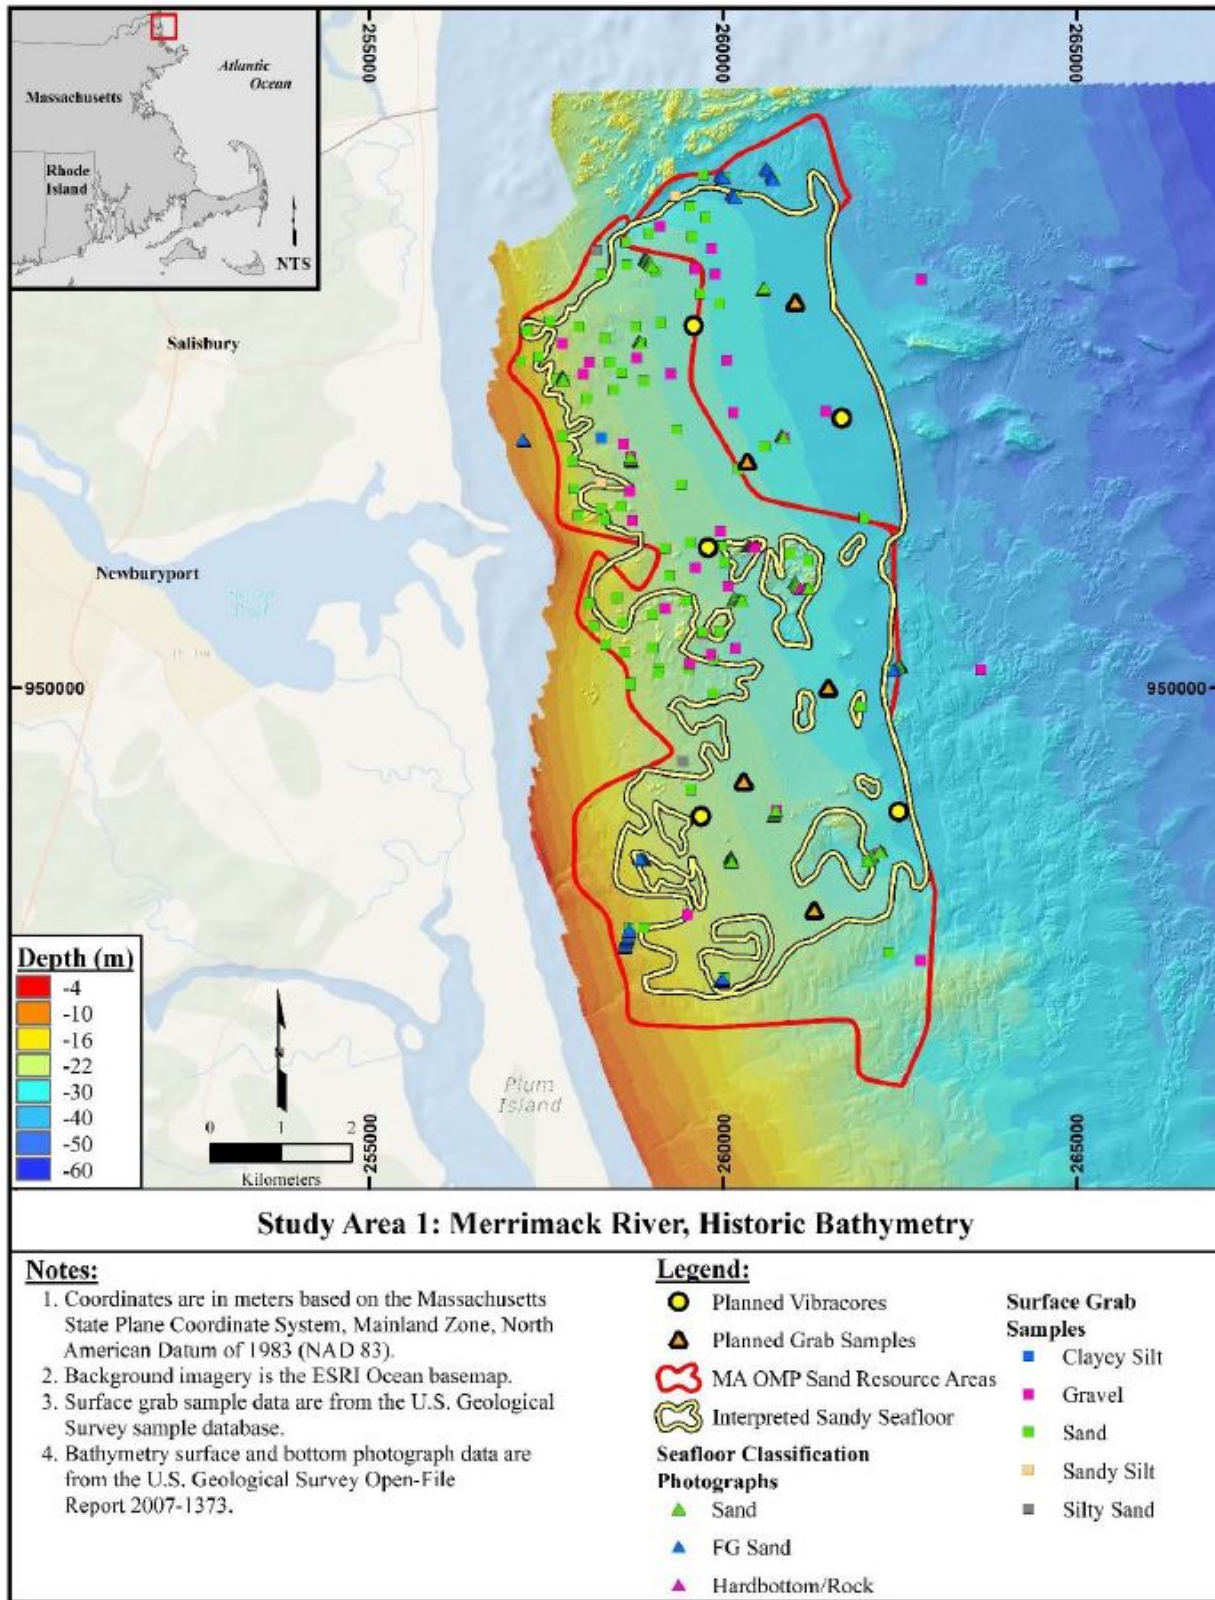 255000
260000
265000
Atlantic
Ocean
Massachusetts
Rhode
Island
NTS
Salisbury
Newburyport
950000
950000
Depth (m)
-4
-10
-16
-22
-30
-40
-50
-60
N
Plum
Island
0 1 2
Kilometers
255000
260000
265000
Study Area 1: Merrimack River, Historic Bathymetry
Notes:
1. Coordinates are in meters based on the Massachusetts
State Plane Coordinate System, Mainland Zone, North
American Datum of 1983 (NAD 83).
2. Background imagery is the ESRI Ocean basemap.
3. Surface grab sample data are from the U.S. Geological
Survey sample database.
4. Bathymetry surface and bottom photograph data are
from the U.S. Geological Survey Open-File
Report 2007-1373.
Legend:
Planned Vibracores
Planned Grab Samples
MA OMP Sand Resource Areas
Interpreted Sandy Seafloor
Seafloor Classification
Photographs
Sand
FG Sand
Hardbottom/Rock
Surface Grab
Samples
Clayey Silt
Gravel
Sand
Sandy Silt
Silty Sand